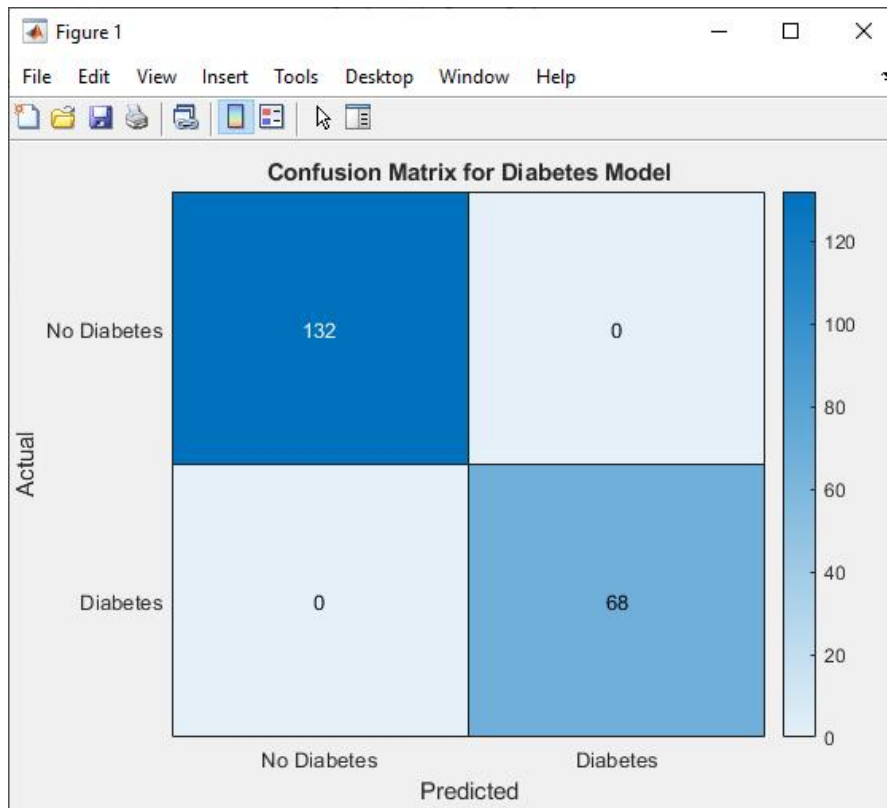 Figure 1
File Edit View Insert Tools Desktop Window Help
Confusion Matrix for Diabetes Model
No Diabetes 132 0
Diabetes 0 68
Actual
No Diabetes Diabetes
Predicted
120
100
80
60
40
20
0